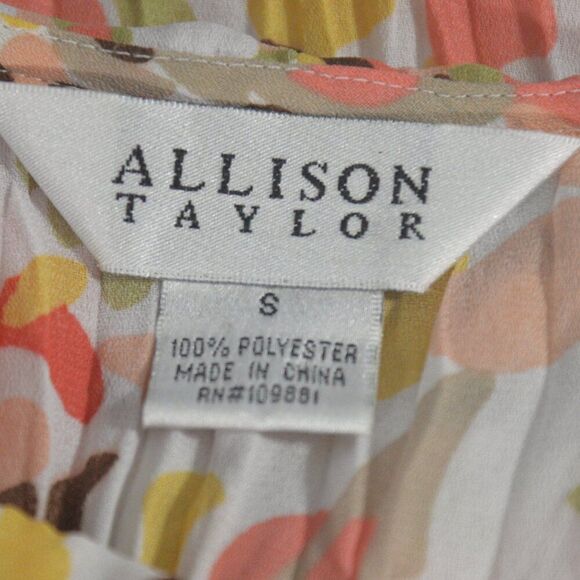 ALLISON
TAYLOR
S
100% POLYESTER
MADE IN CHINA
RN#109881